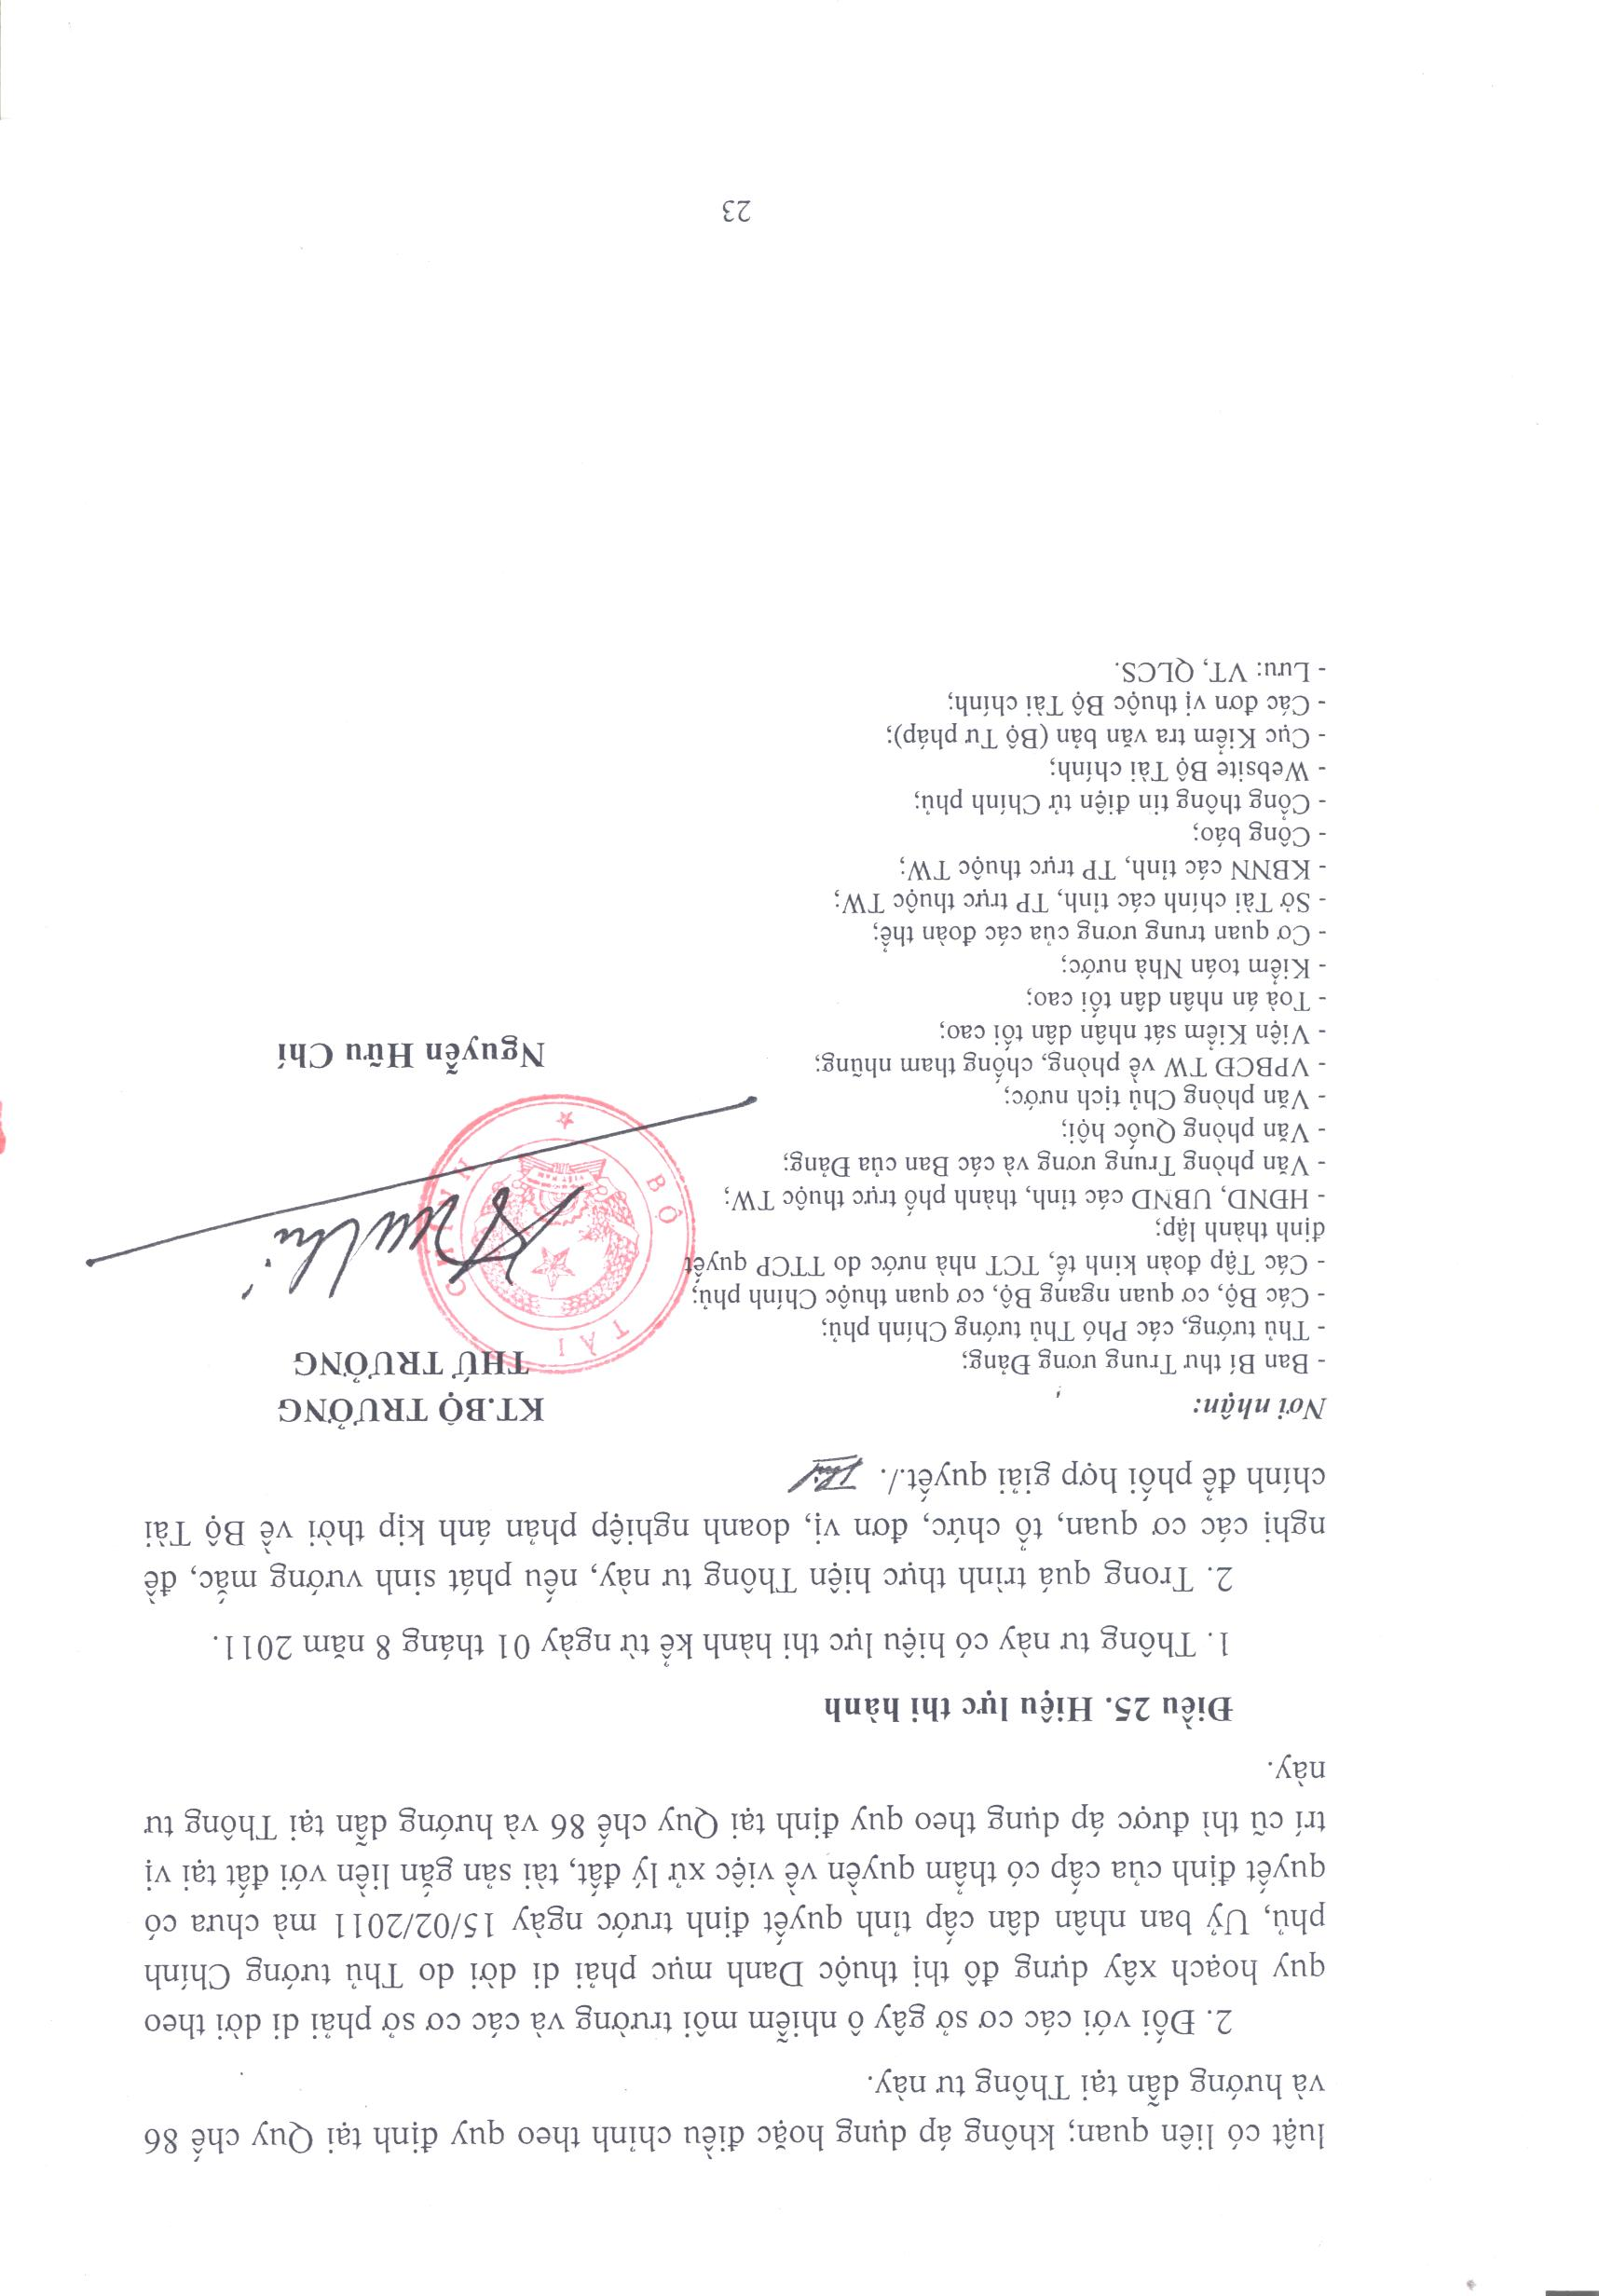 luật có liên quan; không áp dụng hoặc điều chỉnh theo quy định tại Quy chế 86
và hướng dẫn tại Thông tư này.
2. Đối với các cơ sở gây ô nhiễm môi trường và các cơ sở phải di dời theo
quy hoạch xây dựng đô thị thuộc Danh mục phải di dời do Thủ tướng Chính
phủ, Uỷ ban nhân dân cấp tỉnh quyết định trước ngày 15/02/2011 mà chưa có
quyết định của cấp có thẩm quyền về việc xử lý đất, tài sản gắn liền với đất tại vị
trí cũ thì được áp dụng theo quy định tại Quy chế 86 và hướng dẫn tại Thông tư
này.
Điều 25. Hiệu lực thi hành
1. Thông tư này có hiệu lực thi hành kể từ ngày 01 tháng 8 năm 2011.
2. Trong quá trình thực hiện Thông tư này, nếu phát sinh vướng mắc, đề
nghị các cơ quan, tổ chức, đơn vị, doanh nghiệp phản ánh kịp thời về Bộ Tài
chính để phối hợp giải quyết./.
Nơi nhận:
- Ban Bí thư Trung ương Đảng;
- Thủ tướng, các Phó Thủ tướng Chính phủ;
- Các Bộ, cơ quan ngang Bộ, cơ quan thuộc Chính phủ;
- Các Tập đoàn kinh tế, TCT nhà nước do TTCP quyết
định thành lập;
- HĐND, UBND các tỉnh, thành phố trực thuộc TW;
- Văn phòng Trung ương và các Ban của Đảng;
- Văn phòng Quốc hội;
- Văn phòng Chủ tịch nước;
- VPBCĐ TW về phòng, chống tham nhũng;
- Viện Kiểm sát nhân dân tối cao;
- Toà án nhân dân tối cao;
- Kiểm toán Nhà nước;
- Cơ quan trung ương của các đoàn thể;
- Sở Tài chính các tỉnh, TP trực thuộc TW;
- KBNN các tỉnh, TP trực thuộc TW;
- Công báo;
- Cổng thông tin điện tử Chính phủ;
- Website Bộ Tài chính;
- Cục Kiểm tra văn bản (Bộ Tư pháp);
- Các đơn vị thuộc Bộ Tài chính;
- Lưu: VT, QLCS.
KT.BỘ TRƯỞNG
THỨ TRƯỞNG
BỘ TÀI CHÍNH
Nguyễn Hữu Chí
23